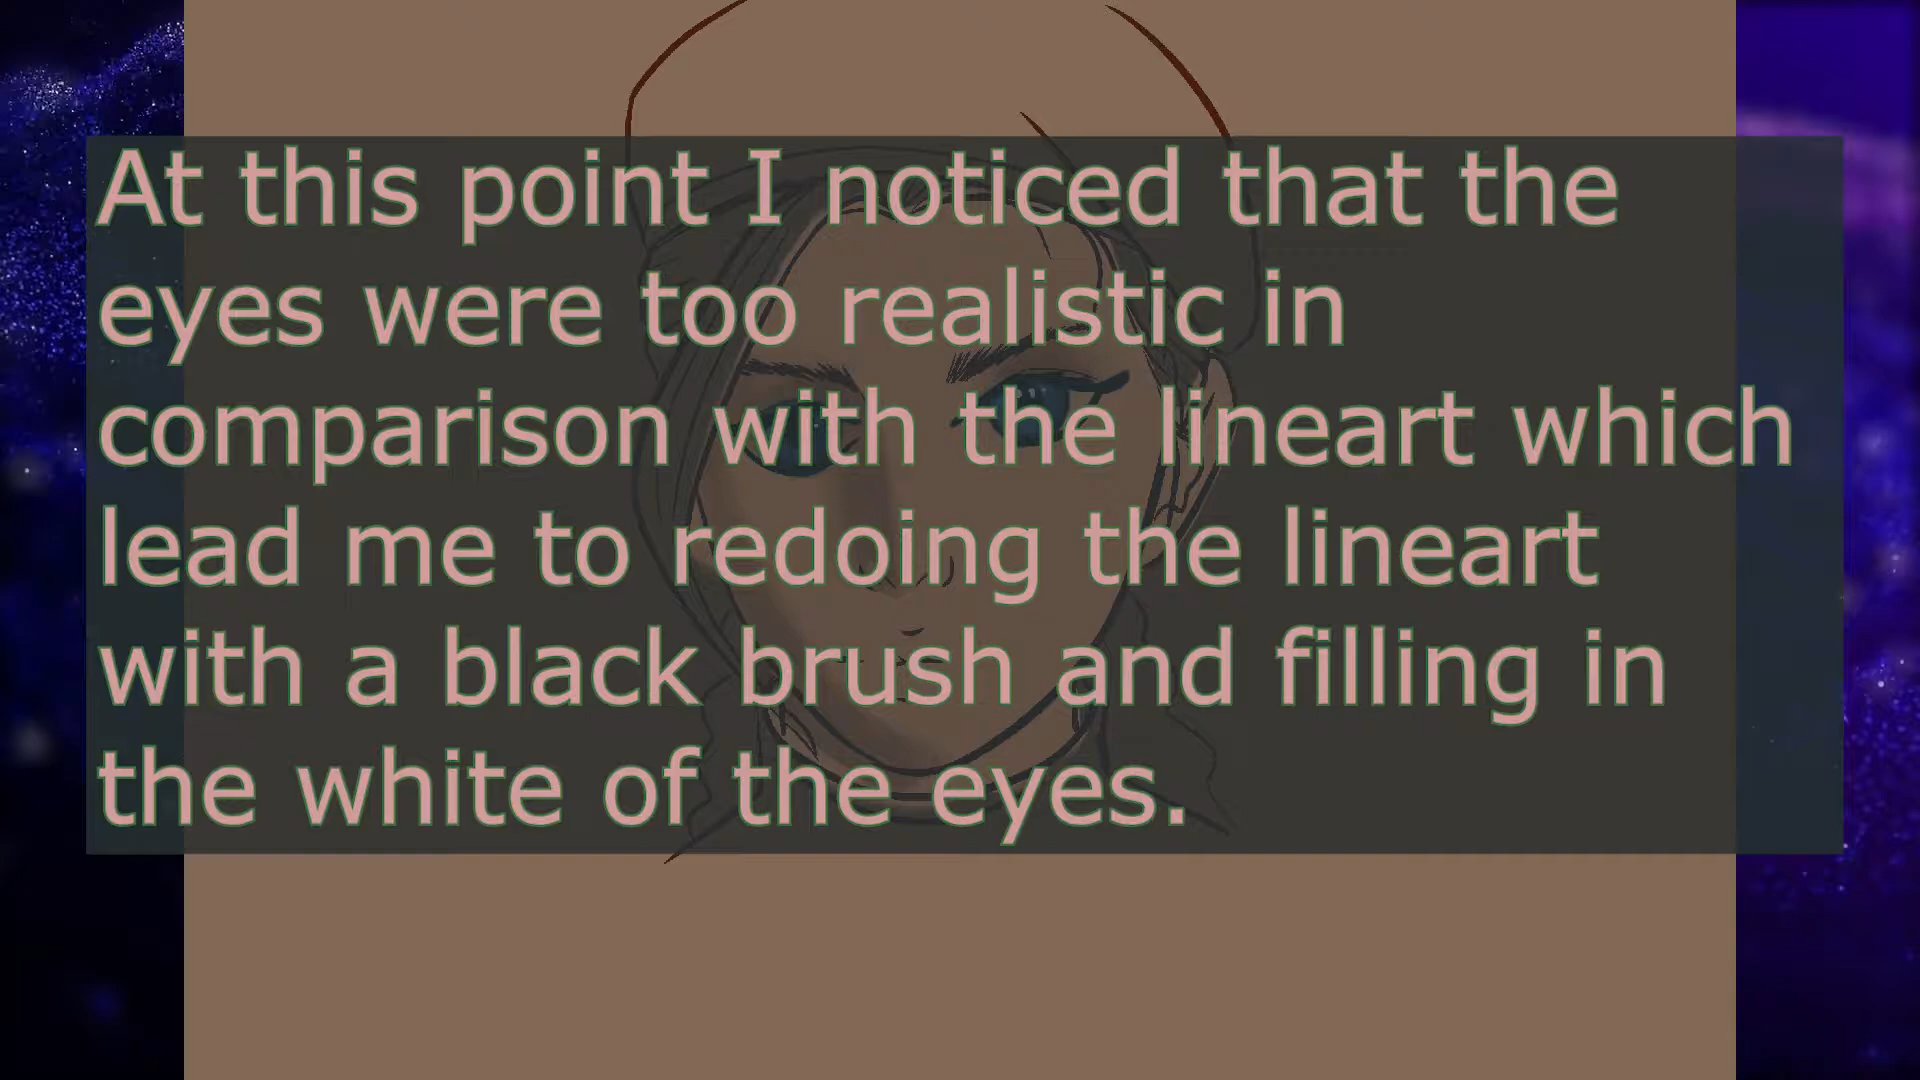 At this point I noticed that the
eyes were too realistic in
comparison with the lineart which
lead me to redoing the lineart
with a black brush and filling in
the white of the eyes.